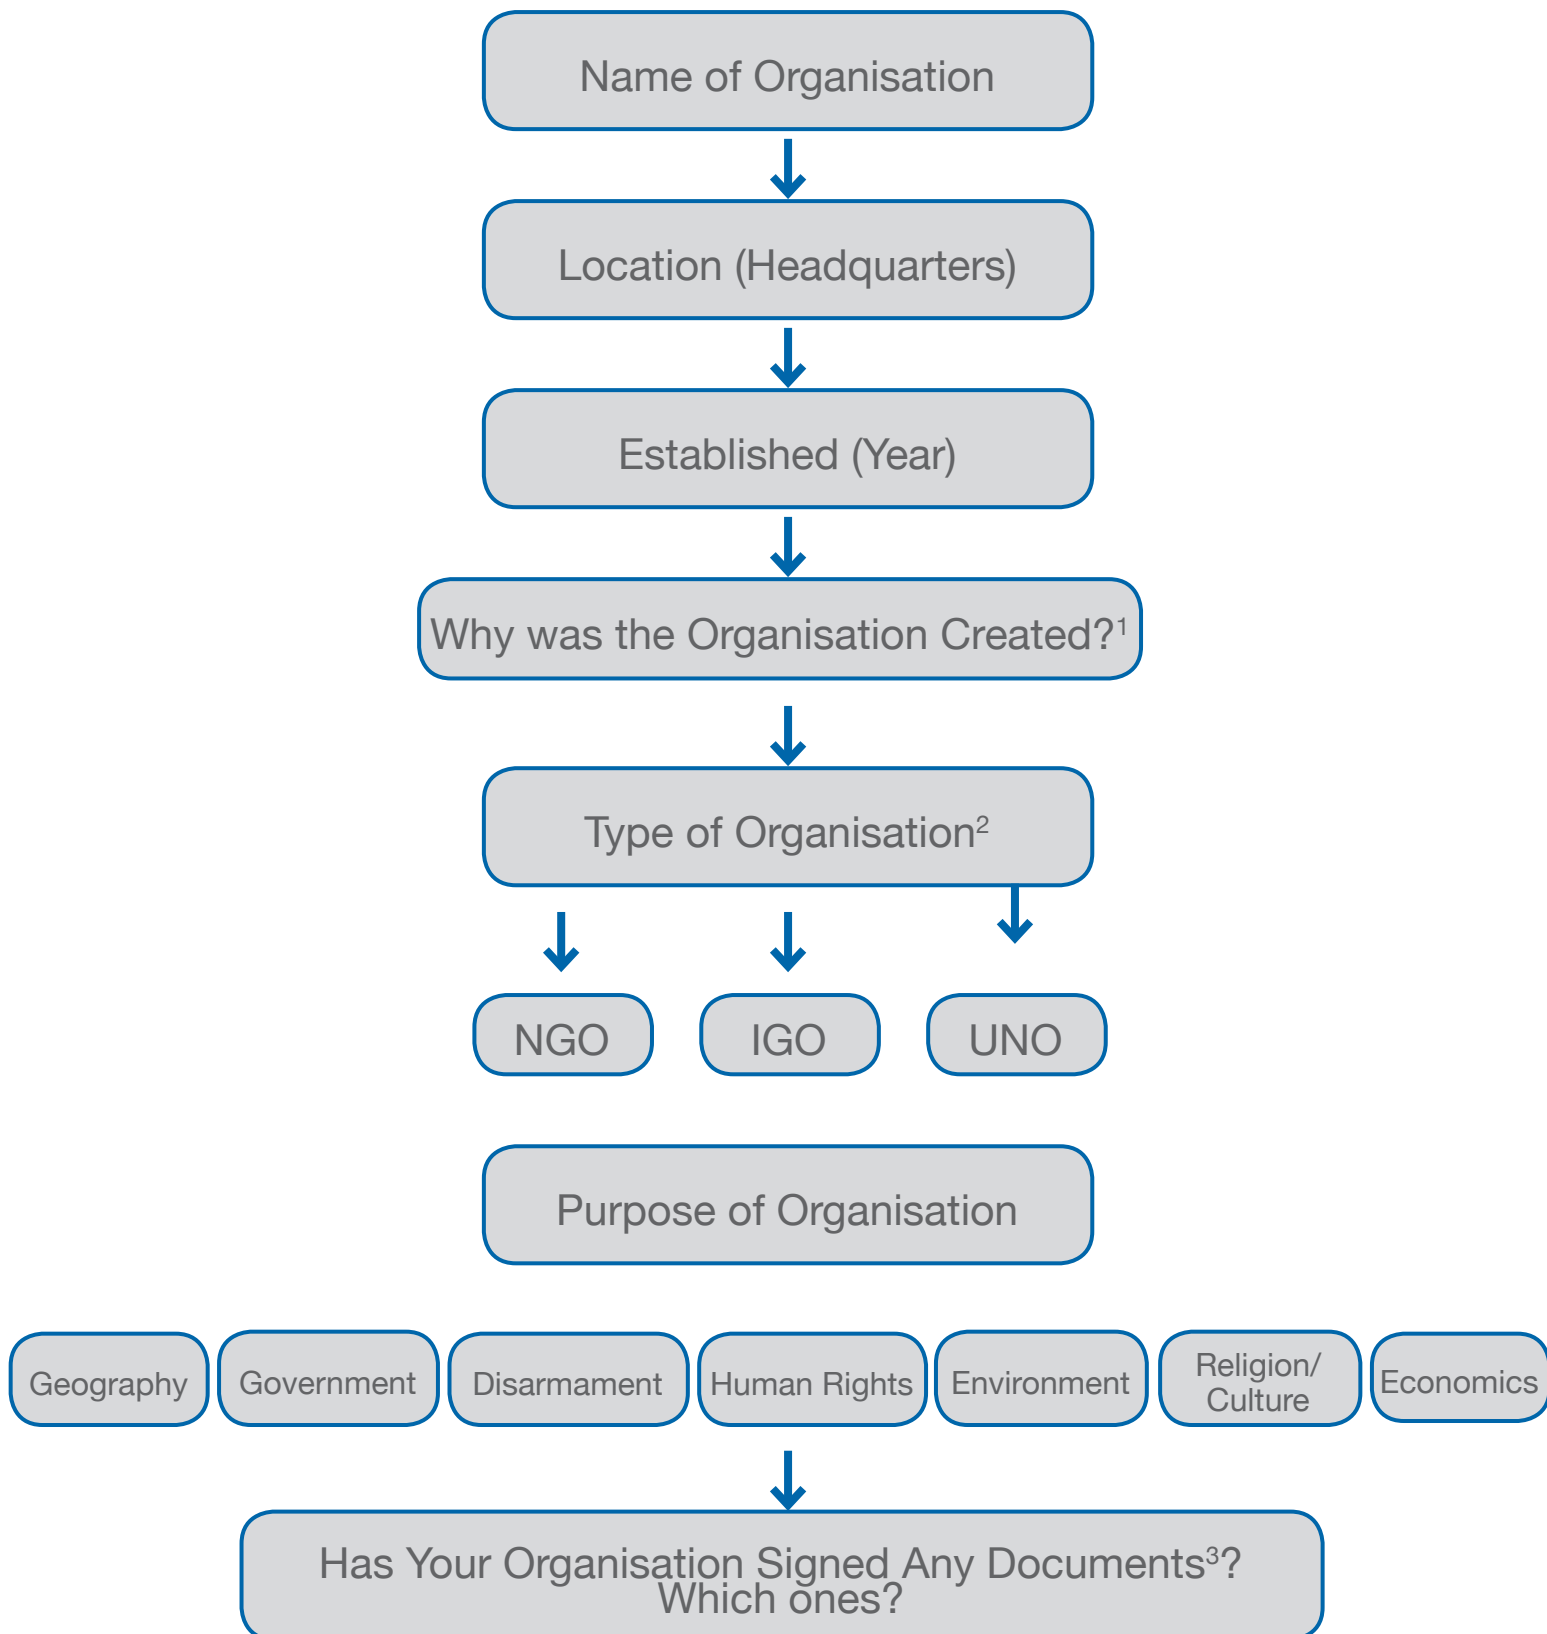 Name of Organisation
Location (Headquarters)
Established (Year)
Why was the Organisation Created?¹
Type of Organisation²
NGO
IGO
UNO
Purpose of Organisation
Geography
Government
Disarmament
Human Rights
Environment
Religion/
Culture
Economics
Has Your Organisation Signed Any Documents³?
Which ones?